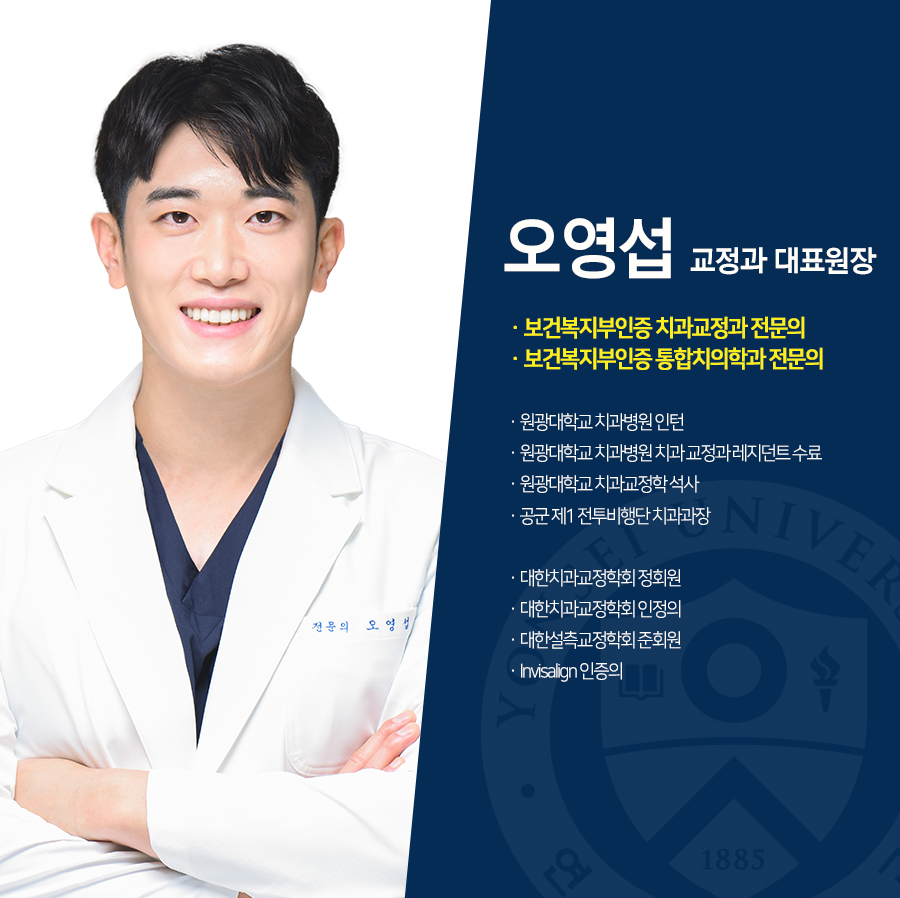 오영섭 교정과 대표원장
· 보건복지부인증 치과교정과 전문의
· 보건복지부인증 통합치의학과 전문의
· 원광대학교 치과병원 인턴
· 원광대학교 치과병원 치과 교정과 레지던트 수료
· 원광대학교 치과교정학 석사
· 공군 제1 전투비행단 치과과장
· 대한치과교정학회 정회원
· 대한치과교정학회 인정의
· 대한설측교정학회 준회원
· Invisalign 인증의
전문의 오영섭
YONSEI UNIVER
1885
연